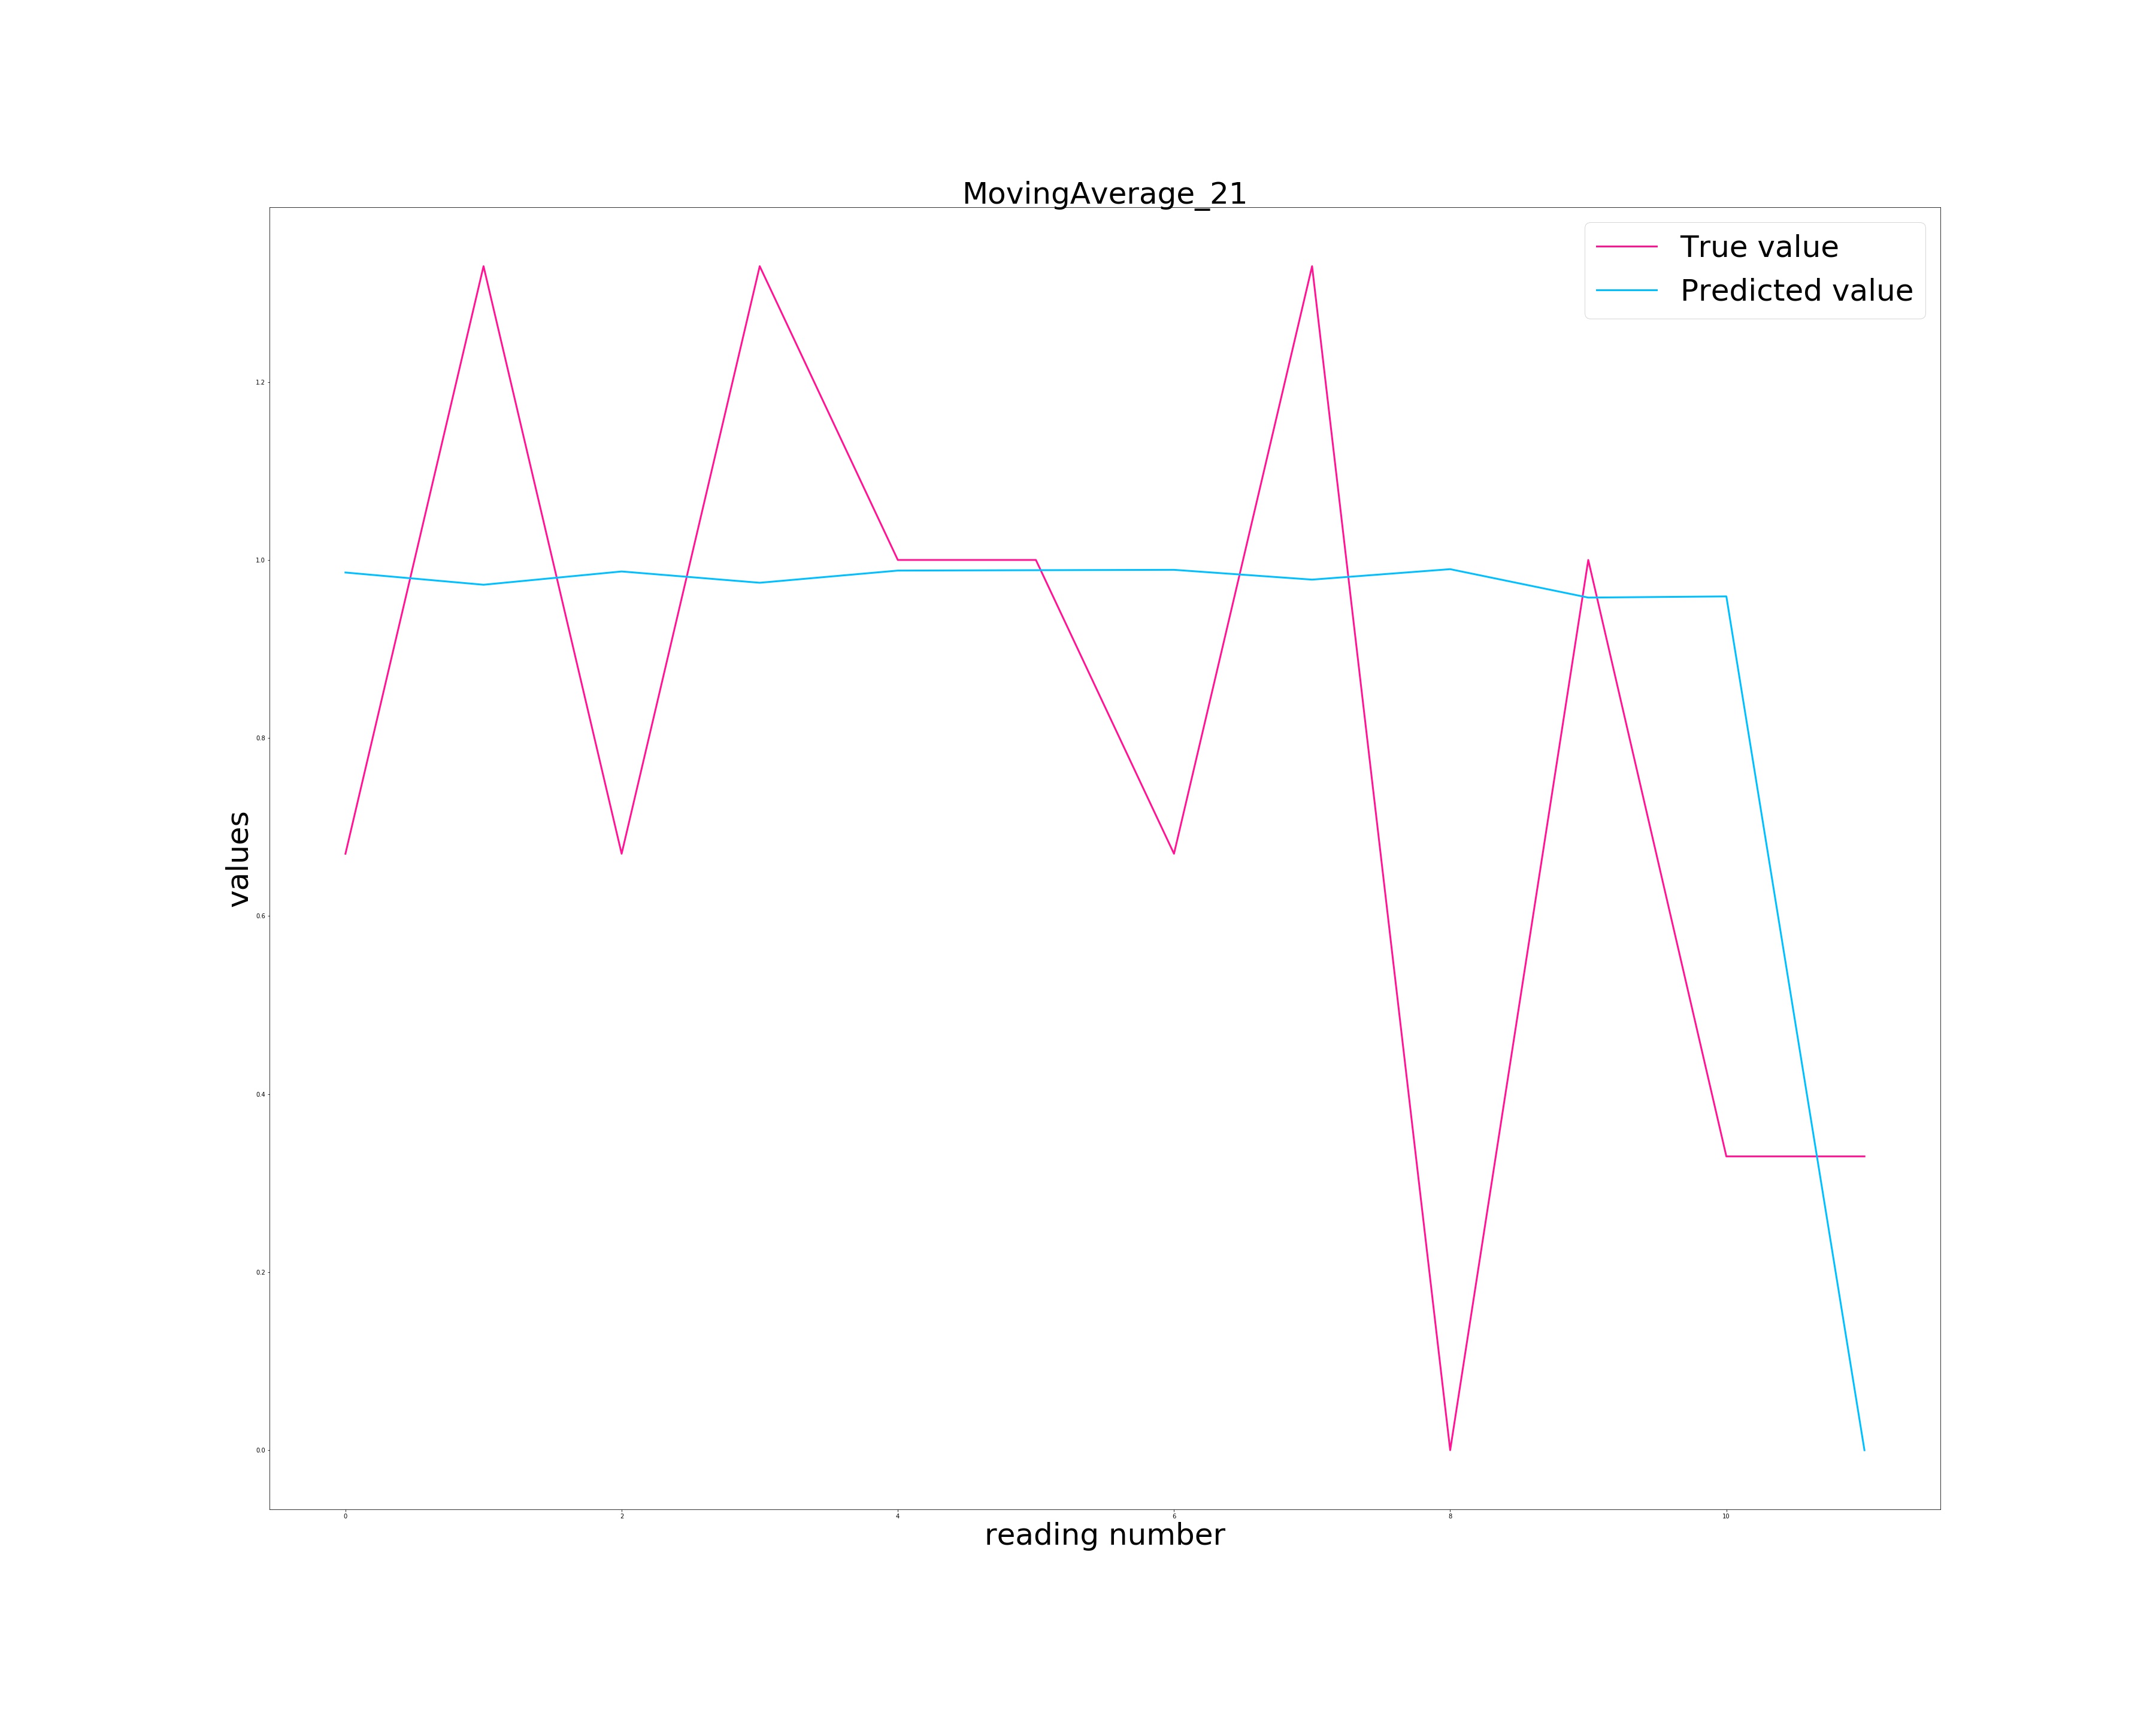 MovingAverage_21
True value
Predicted value
1.2
1.0
0.8
0.6
0.4
0.2
0.0
values
0 2 4 6 8 10
reading number